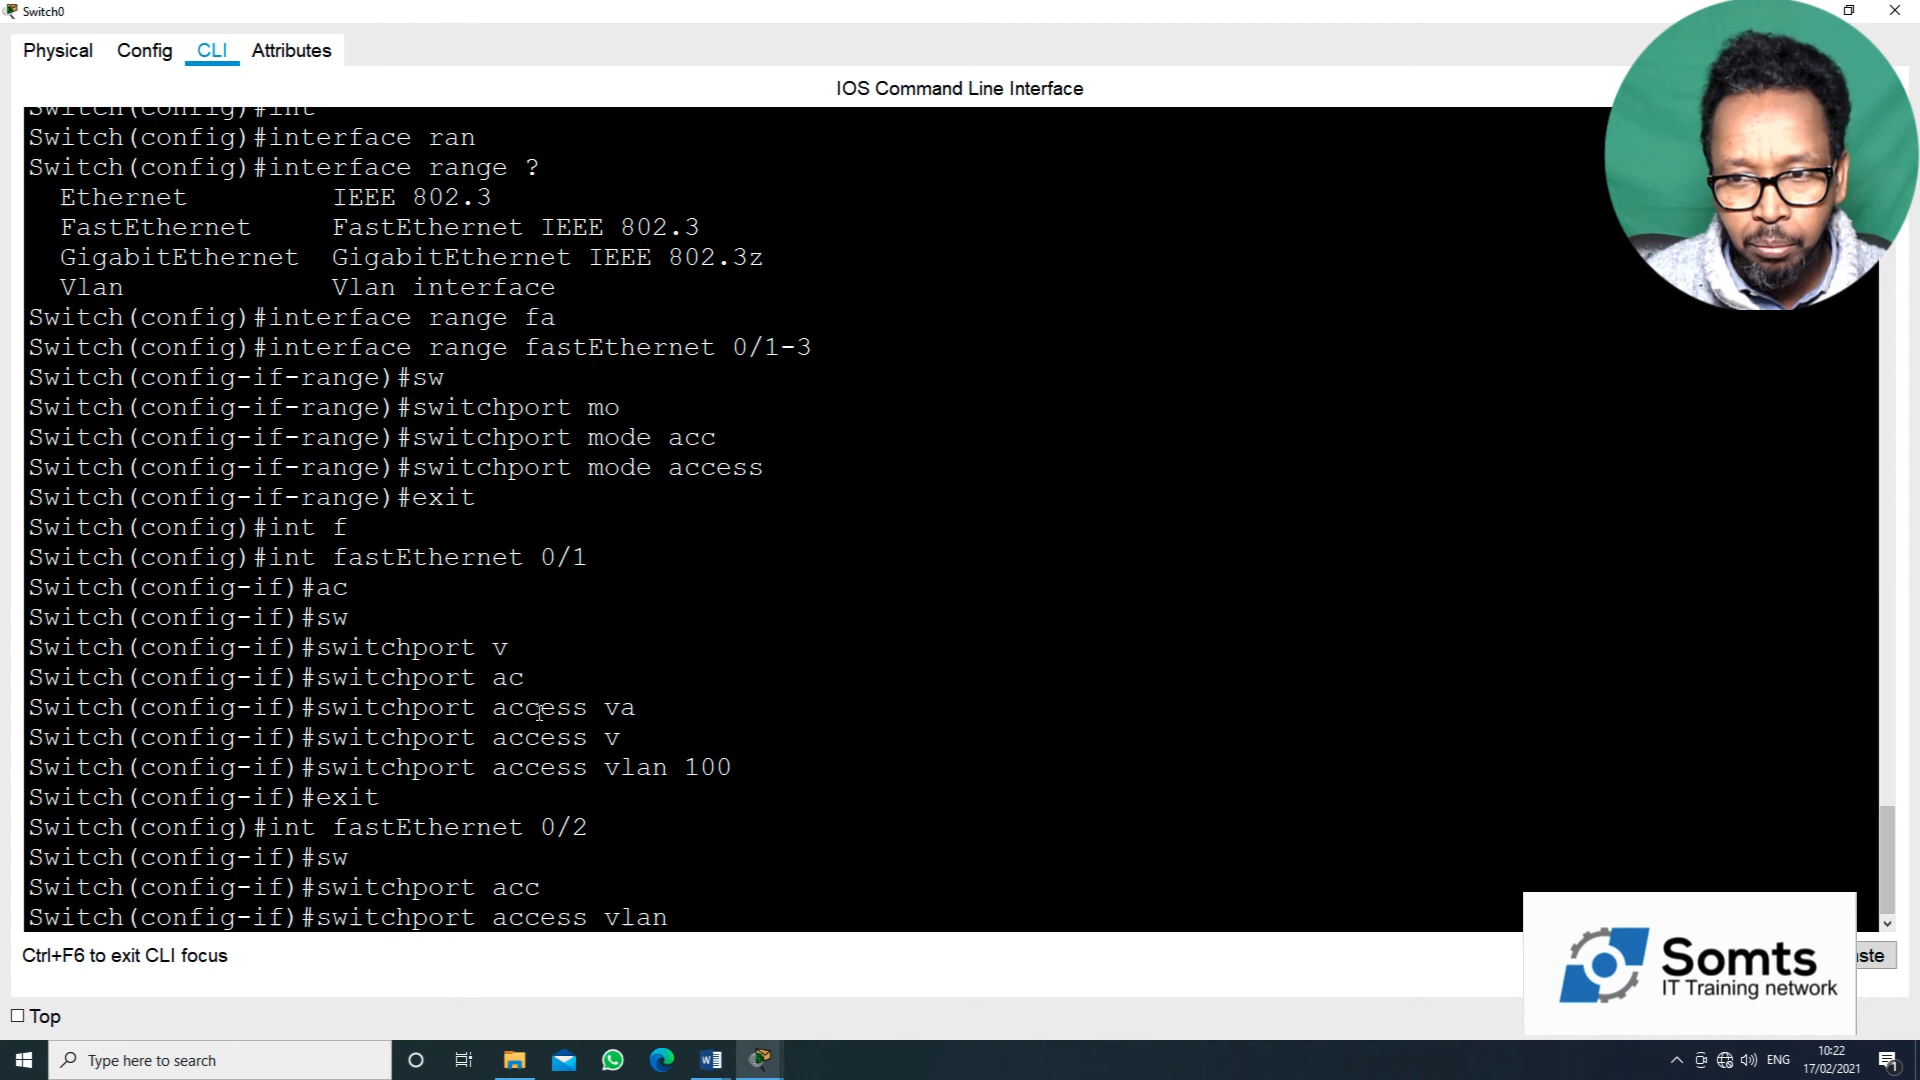 Switch0
Physical Config CLI Attributes
IOS Command Line Interface
Switch(config)#int
Switch(config)#interface ran
Switch(config)#interface range ?
Ethernet IEEE 802.3
FastEthernet FastEthernet IEEE 802.3
GigabitEthernet GigabitEthernet IEEE 802.3z
Vlan Vlan interface
Switch(config)#interface range fa
Switch(config)#interface range fastEthernet 0/1-3
Switch(config-if-range)#sw
Switch(config-if-range)#switchport mo
Switch(config-if-range)#switchport mode acc
Switch(config-if-range)#switchport mode access
Switch(config-if-range)#exit
Switch(config)#int f
Switch(config)#int fastEthernet 0/1
Switch(config-if)#ac
Switch(config-if)#sw
Switch(config-if)#switchport v
Switch(config-if)#switchport ac
Switch(config-if)#switchport access va
Switch(config-if)#switchport access v
Switch(config-if)#switchport access vlan 100
Switch(config-if)#exit
Switch(config)#int fastEthernet 0/2
Switch(config-if)#sw
Switch(config-if)#switchport acc
Switch(config-if)#switchport access vlan
Ctrl+F6 to exit CLI focus
Somts
IT Training network
Top
Type here to search
ENG
10:22
17/02/2021
1